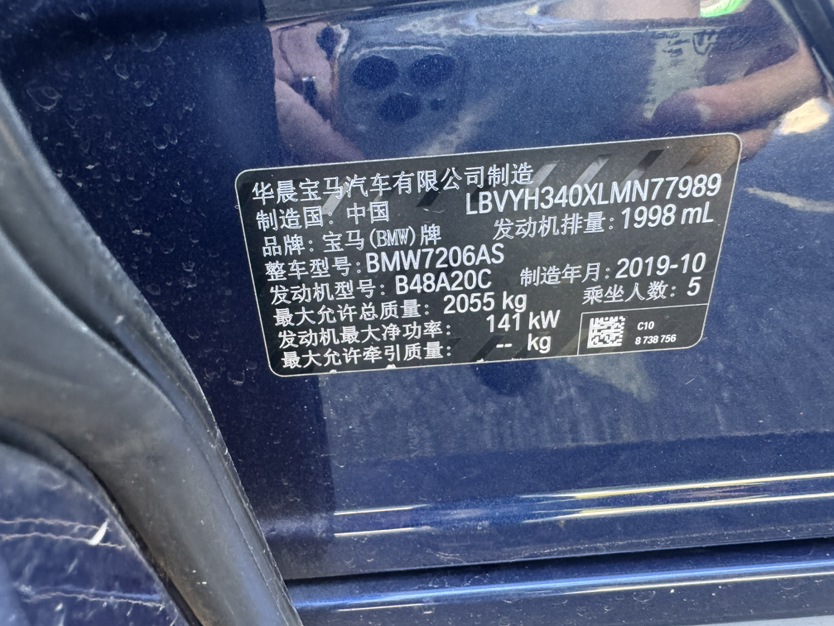 华晨宝马汽车有限公司制造
制造国: 中国 LBVYH340XLMN77989
品牌: 宝马(BMW)牌 发动机排量: 1998 mL
整车型号: BMW7206AS
发动机型号: B48A20C 制造年月: 2019-10
最大允许总质量: 2055 kg 乘坐人数: 5
发动机最大净功率: 141 kW
最大允许牵引质量: -- kg
C10
8 738 756